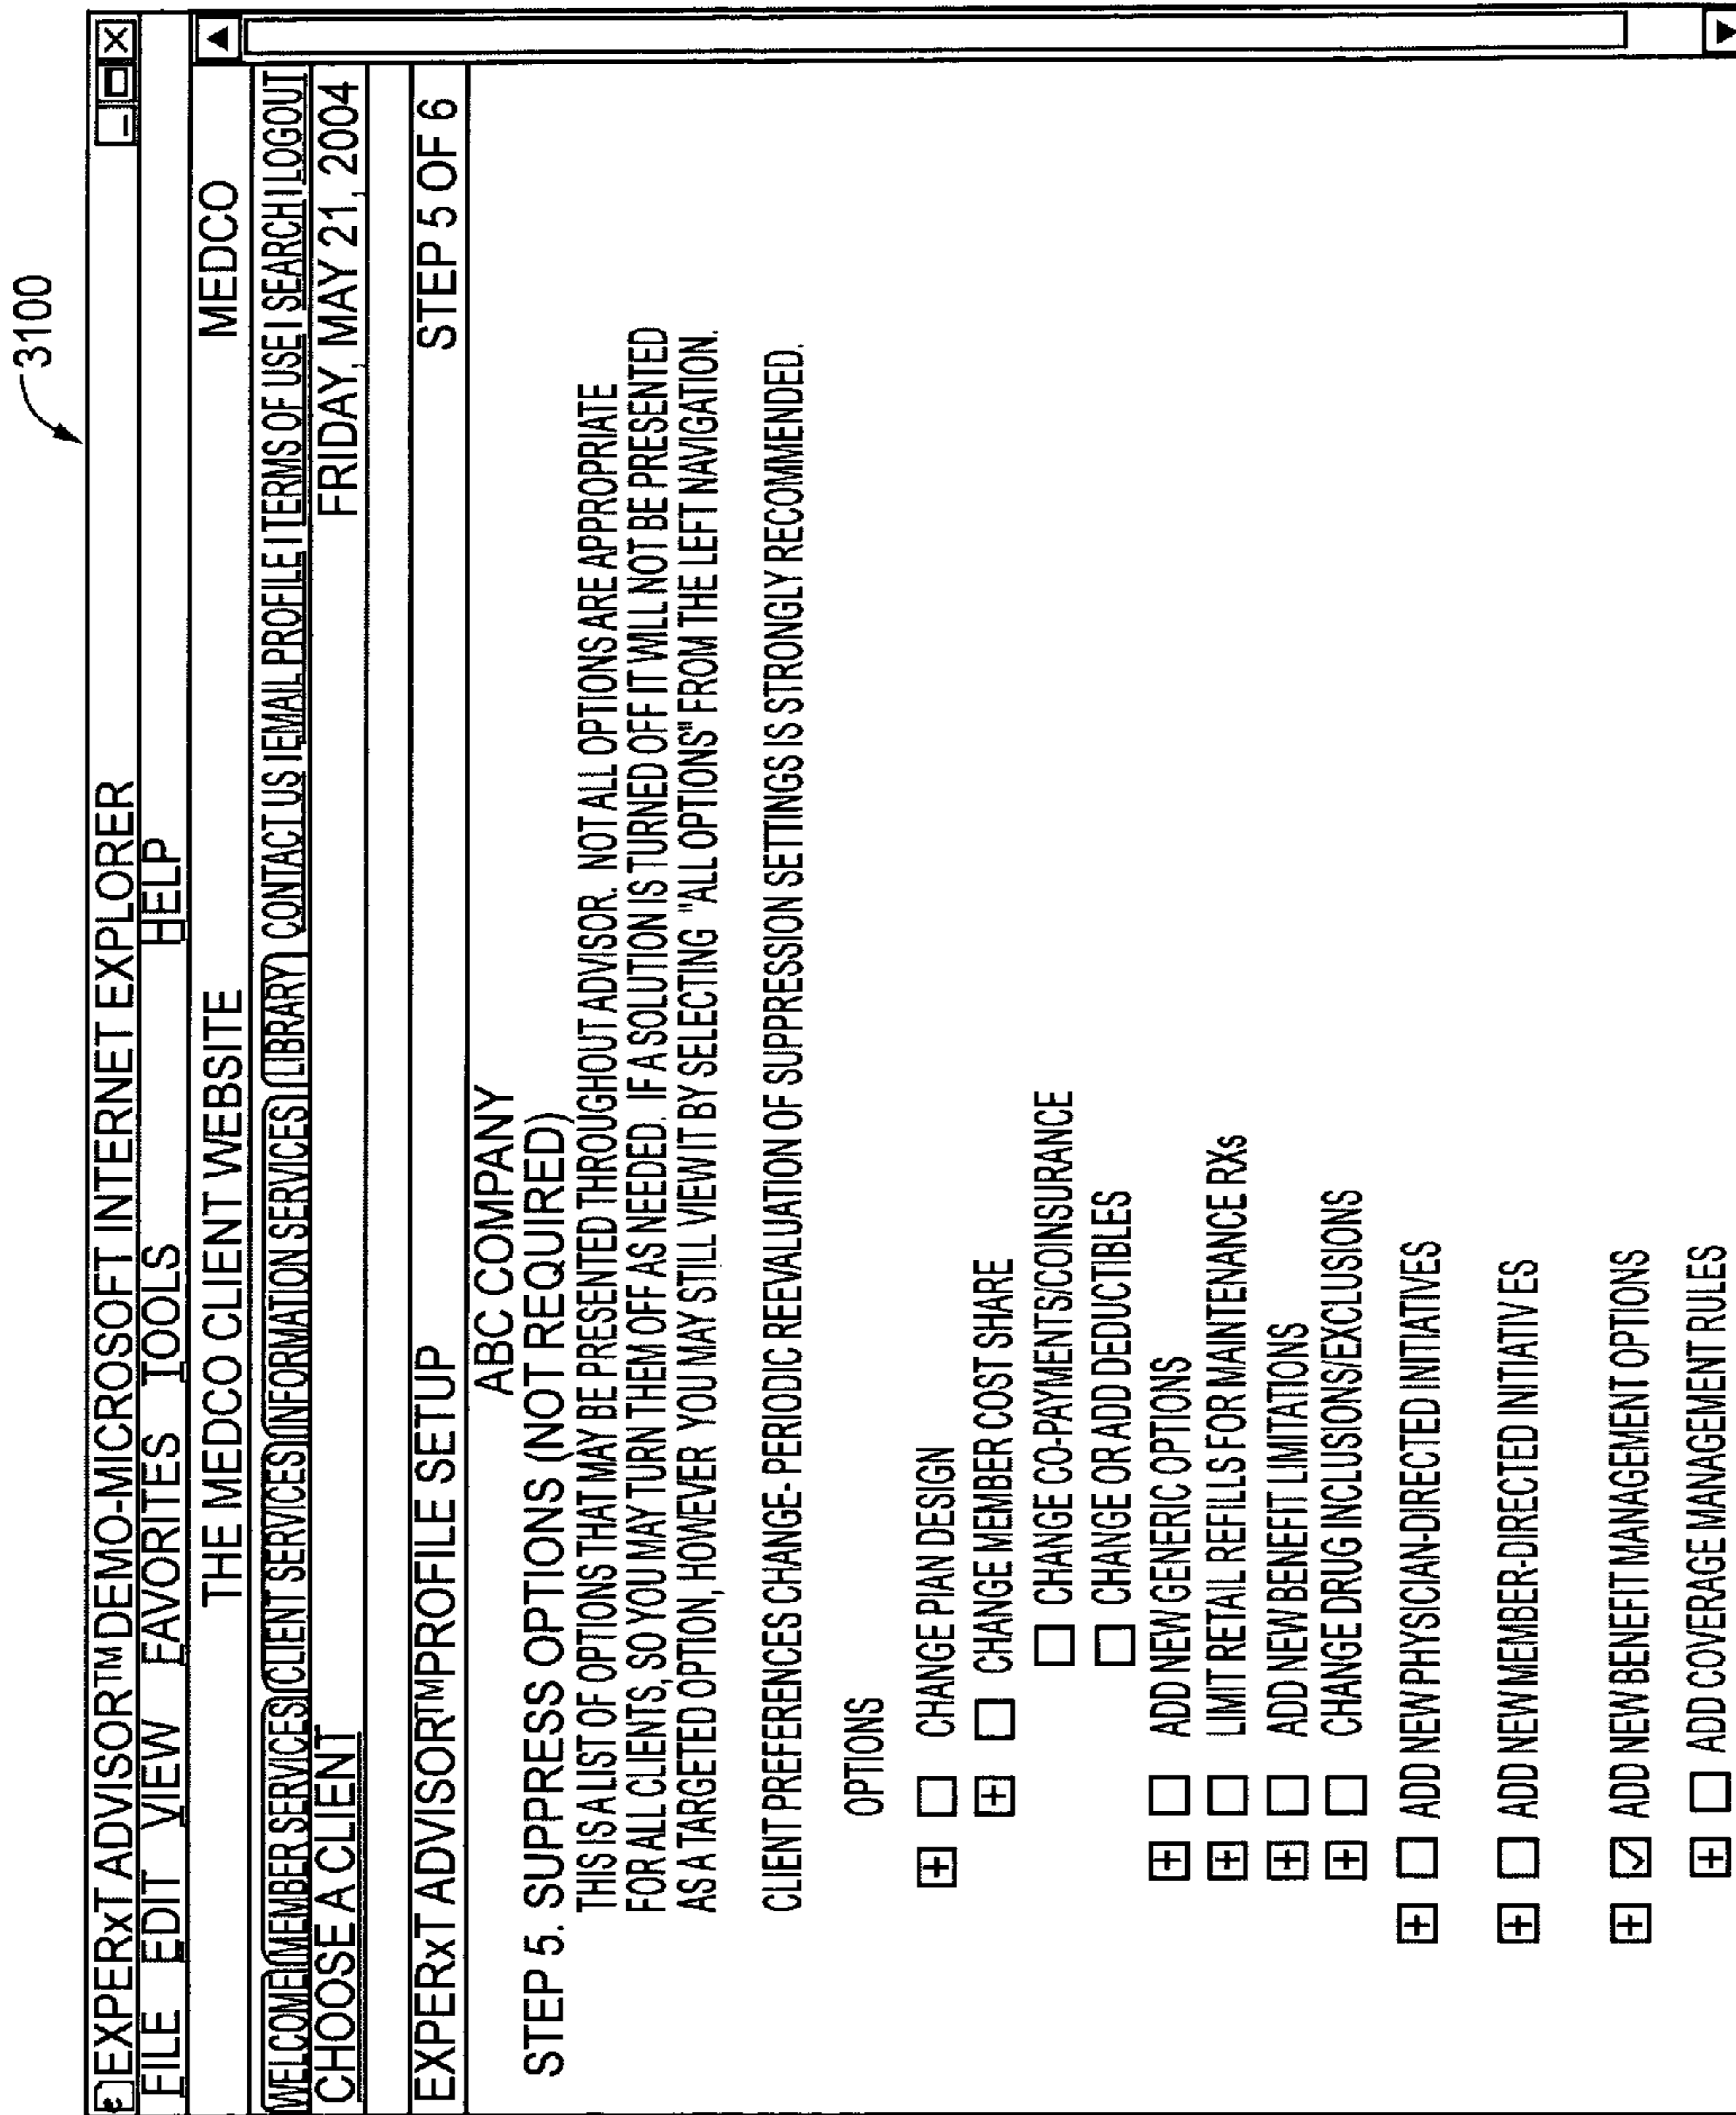 3100
EXPERxT ADVISOR™ DEMO-MICROSOFT INTERNET EXPLORER
FILE EDIT VIEW FAVORITES TOOLS HELP
THE MEDCO CLIENT WEBSITE MEDCO
WELCOME MEMBER SERVICES CLIENT SERVICES INFORMATION SERVICES LIBRARY CONTACT US | EMAIL PROFILE | TERMS OF USE | SEARCH | LOGOUT
CHOOSE A CLIENT FRIDAY, MAY 21, 2004
EXPERxT ADVISOR™ PROFILE SETUP STEP 5 OF 6
ABC COMPANY
STEP 5. SUPPRESS OPTIONS (NOT REQUIRED)
THIS IS A LIST OF OPTIONS THAT MAY BE PRESENTED THROUGHOUT ADVISOR. NOT ALL OPTIONS ARE APPROPRIATE
FOR ALL CLIENTS, SO YOU MAY TURN THEM OFF AS NEEDED. IF A SOLUTION IS TURNED OFF IT WILL NOT BE PRESENTED
AS A TARGETED OPTION, HOWEVER YOU MAY STILL VIEW IT BY SELECTING "ALL OPTIONS" FROM THE LEFT NAVIGATION.
CLIENT PREFERENCES CHANGE- PERIODIC REEVALUATION OF SUPPRESSION SETTINGS IS STRONGLY RECOMMENDED.
OPTIONS
CHANGE PIAN DESIGN
CHANGE MEMBER COST SHARE
CHANGE CO-PAYMENTS/COINSURANCE
CHANGE OR ADD DEDUCTIBLES
ADD NEW GENERIC OPTIONS
LIMIT RETAIL REFILLS FOR MAINTENANCE RXs
ADD NEW BENEFIT LIMITATIONS
CHANGE DRUG INCLUSIONS/EXCLUSIONS
ADD NEW PHYSICIAN-DIRECTED INITIATIVES
ADD NEW MEMBER-DIRECTED INITIATIV ES
ADD NEW BENEFIT MANAGEMENT OPTIONS
ADD COVERAGE MANAGEMENT RULES